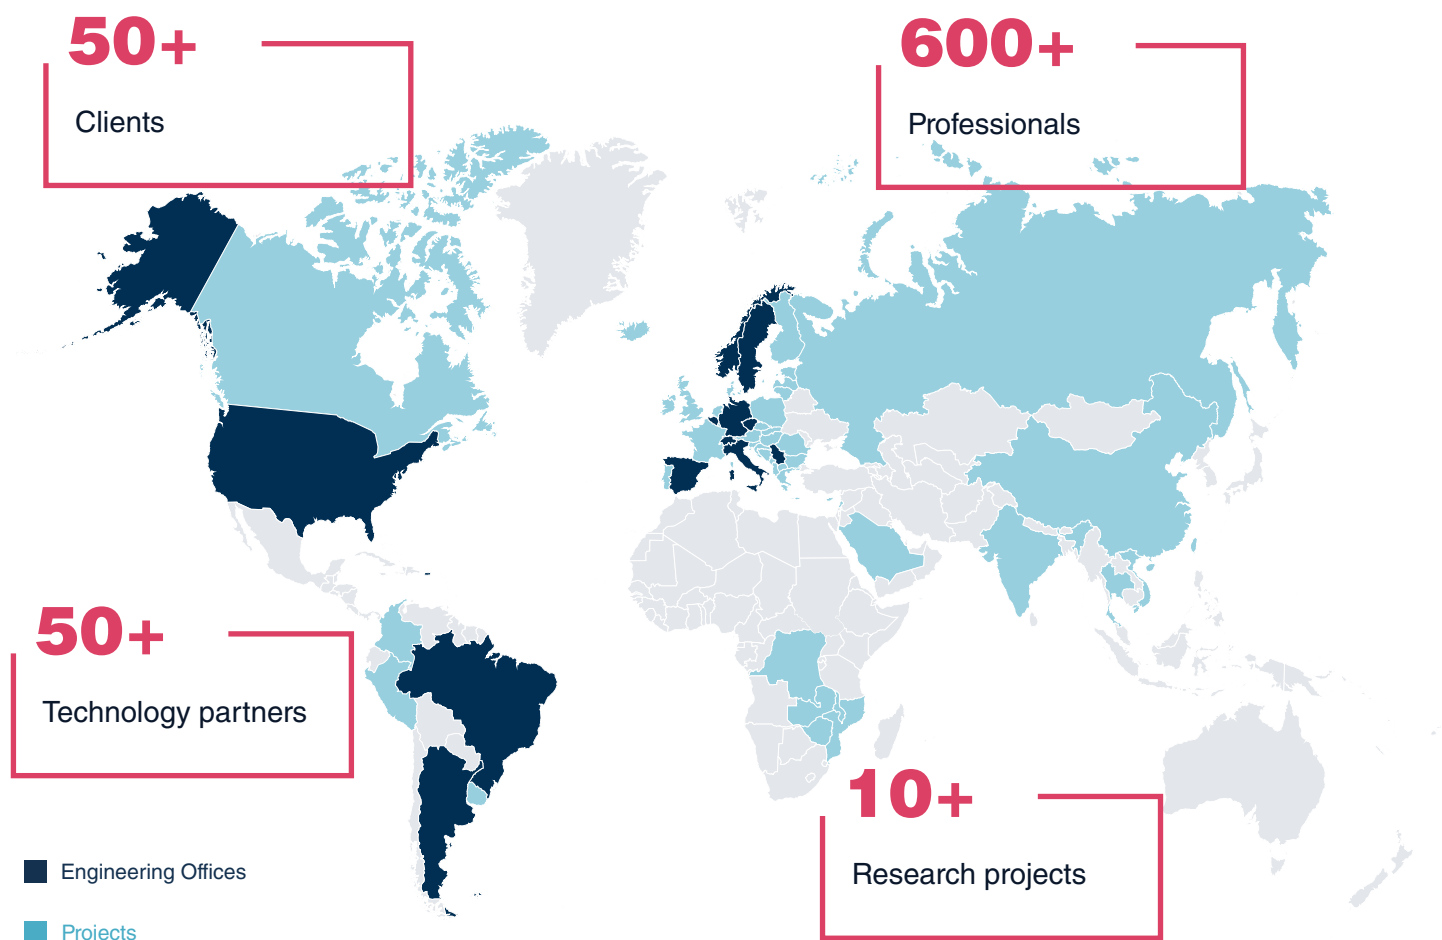 50+
Clients
600+
Professionals
50+
Technology partners
10+
Research projects
Engineering Offices
Projects